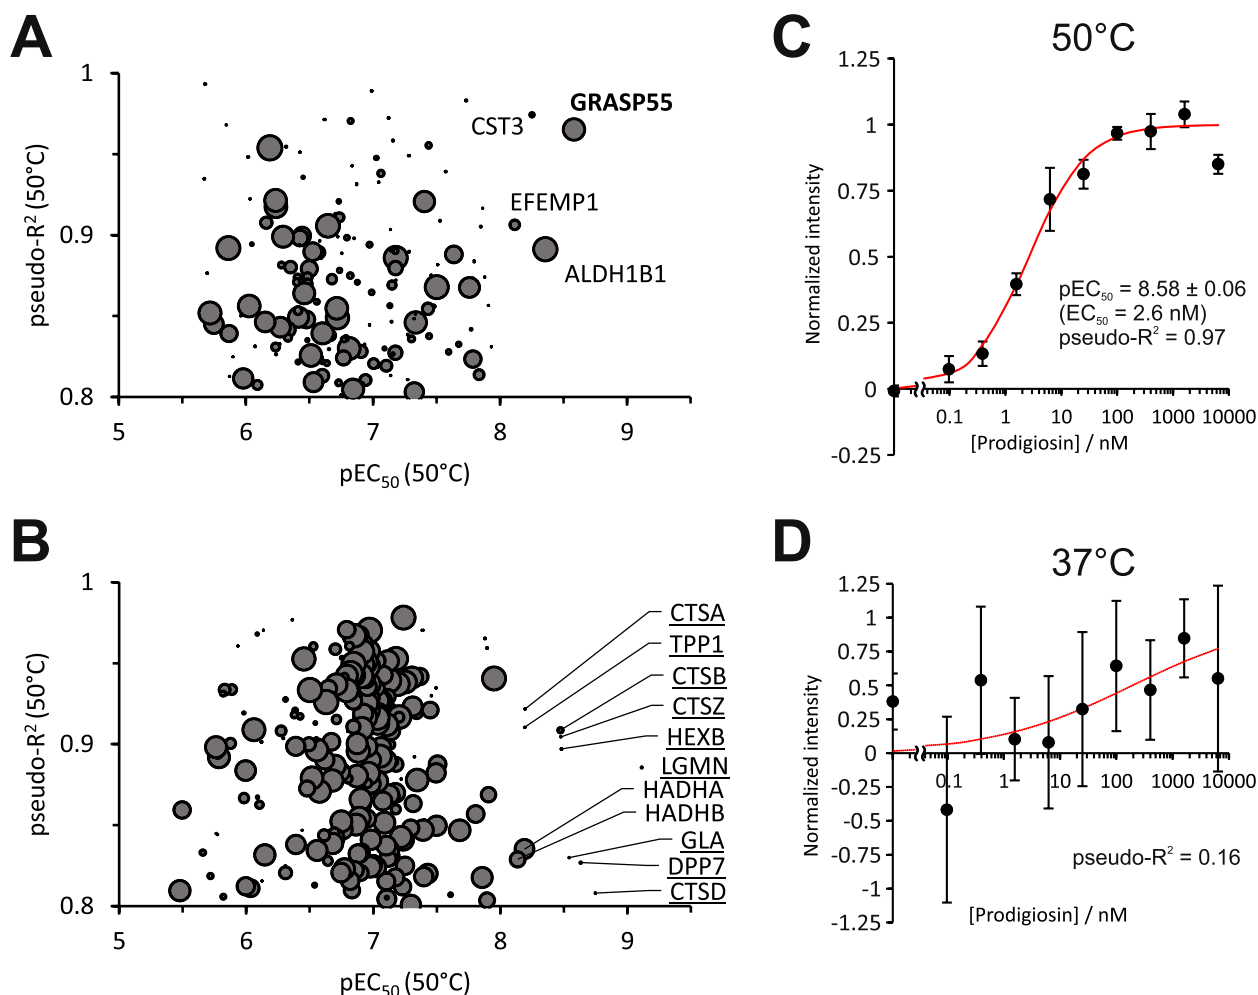 A
pseudo-R² (50°C)
1
0.9
0.8
CST3
GRASP55
EFEMP1
ALDH1B1
5 6 7 8 9
pEC₅₀ (50°C)
B
pseudo-R² (50°C)
1
0.9
0.8
CTSA
TPP1
CTSB
CTSZ
HEXB
LGMN
HADHA
HADHB
GLA
DPP7
CTSD
5 6 7 8 9
pEC₅₀ (50°C)
C
50°C
Normalized intensity
1.25
1
0.75
0.5
0.25
0
-0.25
pEC₅₀ = 8.58 ± 0.06
(EC₅₀ = 2.6 nM)
pseudo-R² = 0.97
0.1 1 10 100 1000 10000
[Prodigiosin] / nM
D
37°C
Normalized intensity
1.25
1
0.75
0.5
0.25
0
-0.25
-0.5
-0.75
-1
-1.25
0.1 1 10 100 1000 10000
pseudo-R² = 0.16
[Prodigiosin] / nM